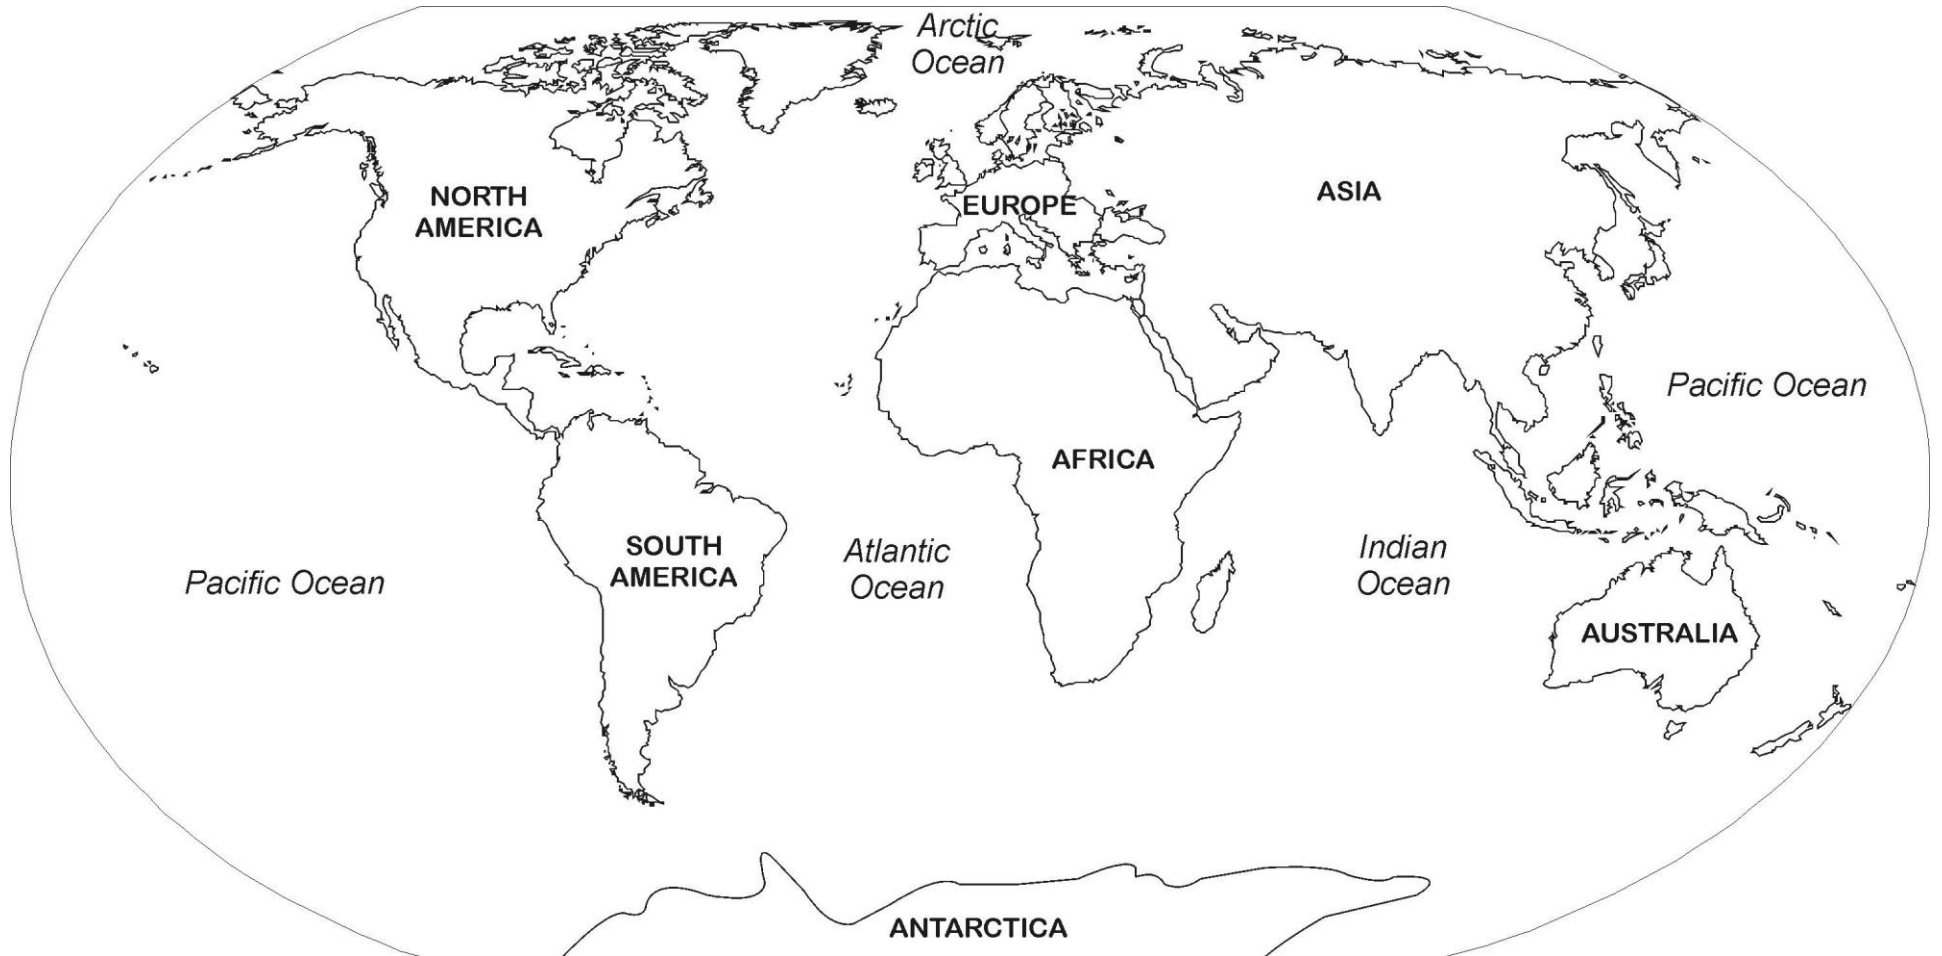 Arctic
Ocean
NORTH
AMERICA
EUROPE
ASIA
Pacific Ocean
AFRICA
SOUTH
AMERICA
Atlantic
Ocean
Indian
Ocean
Pacific Ocean
AUSTRALIA
ANTARCTICA